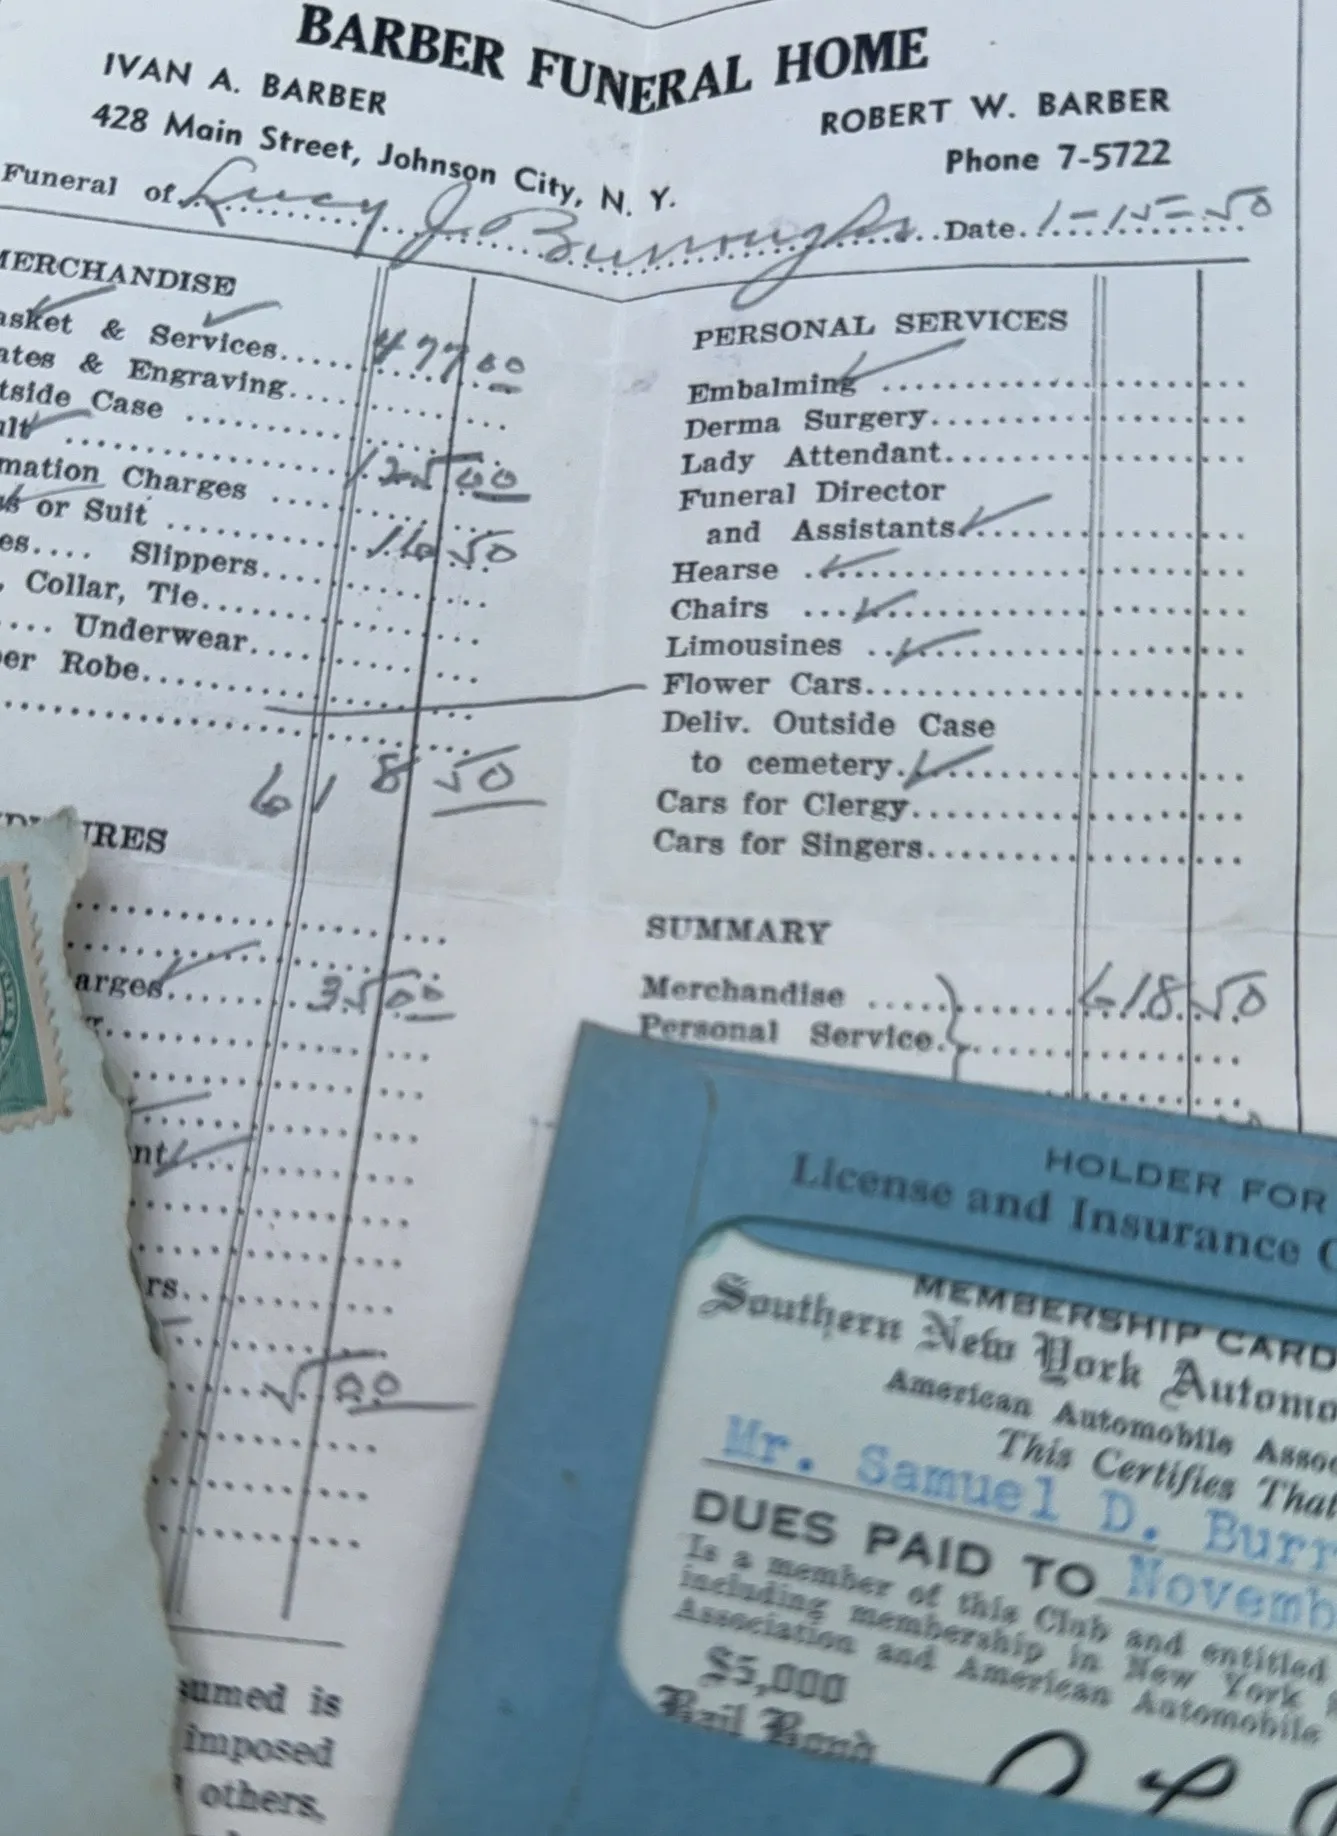 BARBER FUNERAL HOME
IVAN A. BARBER
428 Main Street, Johnson City, N. Y.
ROBERT W. BARBER
Phone 7-5722
Funeral of Lucy J. Burroughs Date 1-15-50
MERCHANDISE
asket & Services..... 477 00
ates & Engraving
tside Case
ult 125 00
mation Charges
or Suit 16 50
es.... Slippers
, Collar, Tie
.... Underwear
er Robe
618 50
URES
arges 35 00
nt
rs
5 00
sumed is
imposed
others,
PERSONAL SERVICES
Embalming
Derma Surgery
Lady Attendant
Funeral Director
and Assistants
Hearse
Chairs
Limousines
Flower Cars
Deliv. Outside Case
to cemetery
Cars for Clergy
Cars for Singers
SUMMARY
Merchandise 618 50
Personal Service
HOLDER FOR
License and Insurance C
MEMBERSHIP CARD
Southern New York Automo
American Automobile Assoc
This Certifies That
Mr. Samuel D. Burr
DUES PAID TO Novemb
Is a member of this Club and entitled
including membership in New York
Association and American Automobile
$5,000
Bail Bond